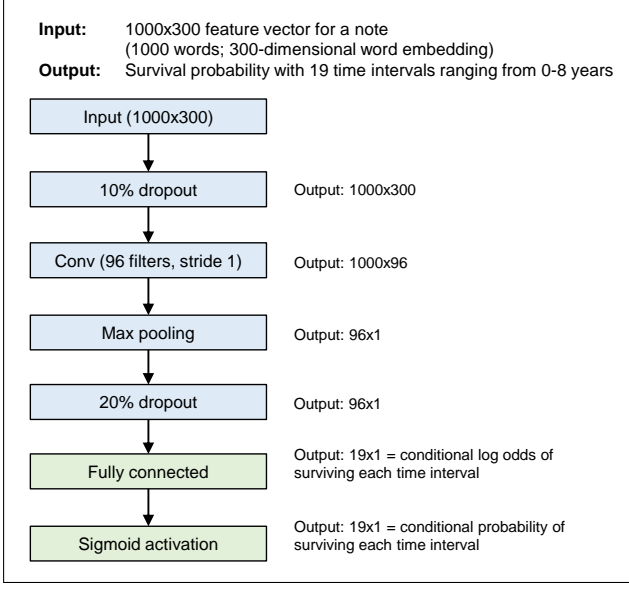 Input: 1000x300 feature vector for a note
(1000 words; 300-dimensional word embedding)
Output: Survival probability with 19 time intervals ranging from 0-8 years
Input (1000x300)
10% dropout
Output: 1000x300
Conv (96 filters, stride 1)
Output: 1000x96
Max pooling
Output: 96x1
20% dropout
Output: 96x1
Fully connected
Output: 19x1 = conditional log odds of
surviving each time interval
Sigmoid activation
Output: 19x1 = conditional probability of
surviving each time interval